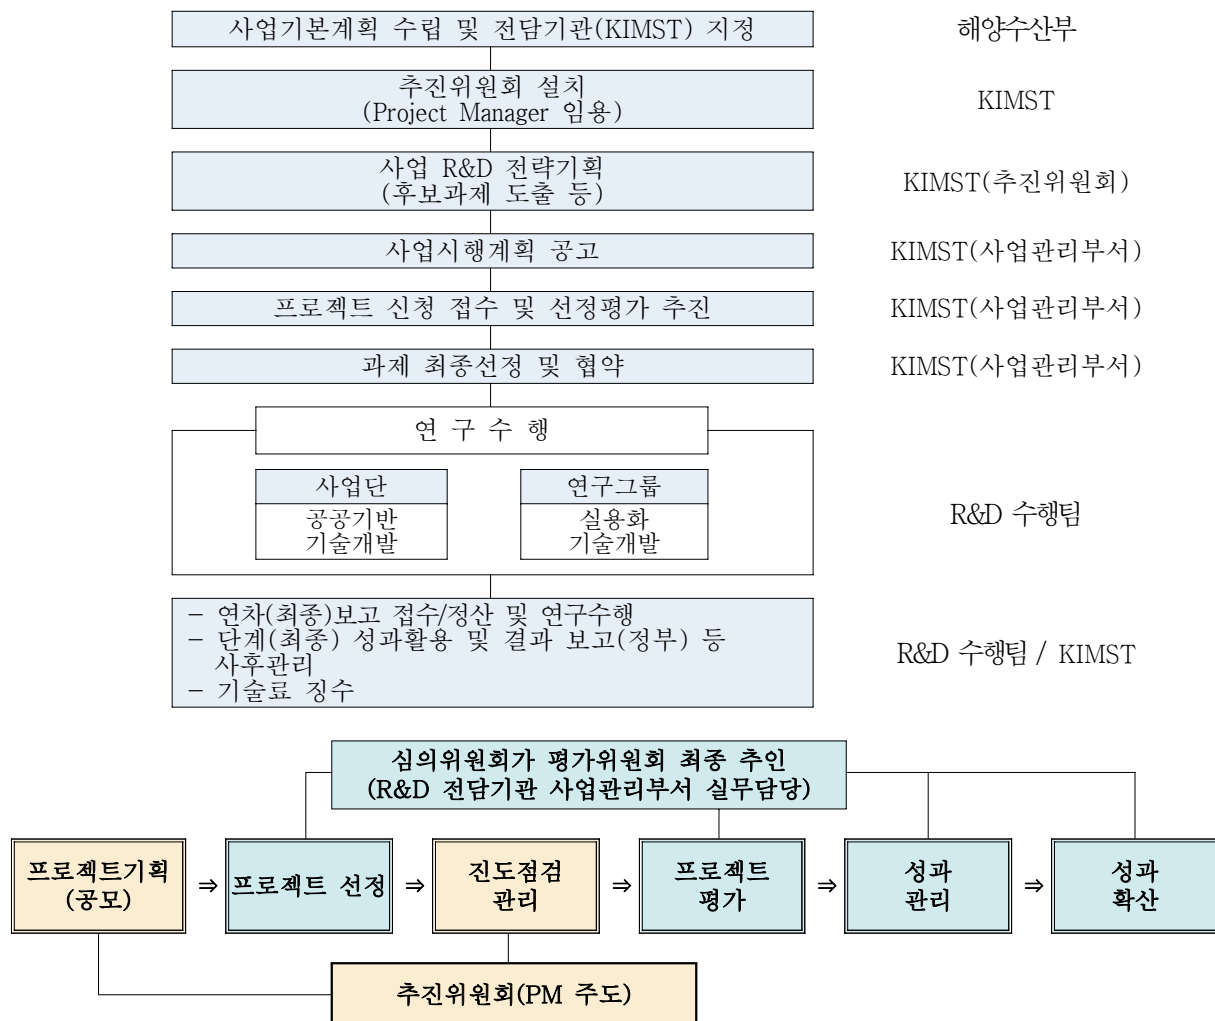 사업기본계획 수립 및 전담기관(KIMST) 지정
해양수산부
추진위원회 설치
(Project Manager 임용)
KIMST
사업 R&D 전략기획
(후보과제 도출 등)
KIMST(추진위원회)
사업시행계획 공고
KIMST(사업관리부서)
프로젝트 신청 접수 및 선정평가 추진
KIMST(사업관리부서)
과제 최종선정 및 협약
KIMST(사업관리부서)
연 구 수 행
사업단
공공기반
기술개발
연구그룹
실용화
기술개발
R&D 수행팀
- 연차(최종)보고 접수/정산 및 연구수행
- 단계(최종) 성과활용 및 결과 보고(정부) 등
사후관리
- 기술료 징수
R&D 수행팀 / KIMST
심의위원회가 평가위원회 최종 추인
(R&D 전담기관 사업관리부서 실무담당)
프로젝트기획
(공모)
⇒
프로젝트 선정
⇒
진도점검
관리
⇒
프로젝트
평가
⇒
성과
관리
⇒
성과
확산
추진위원회(PM 주도)